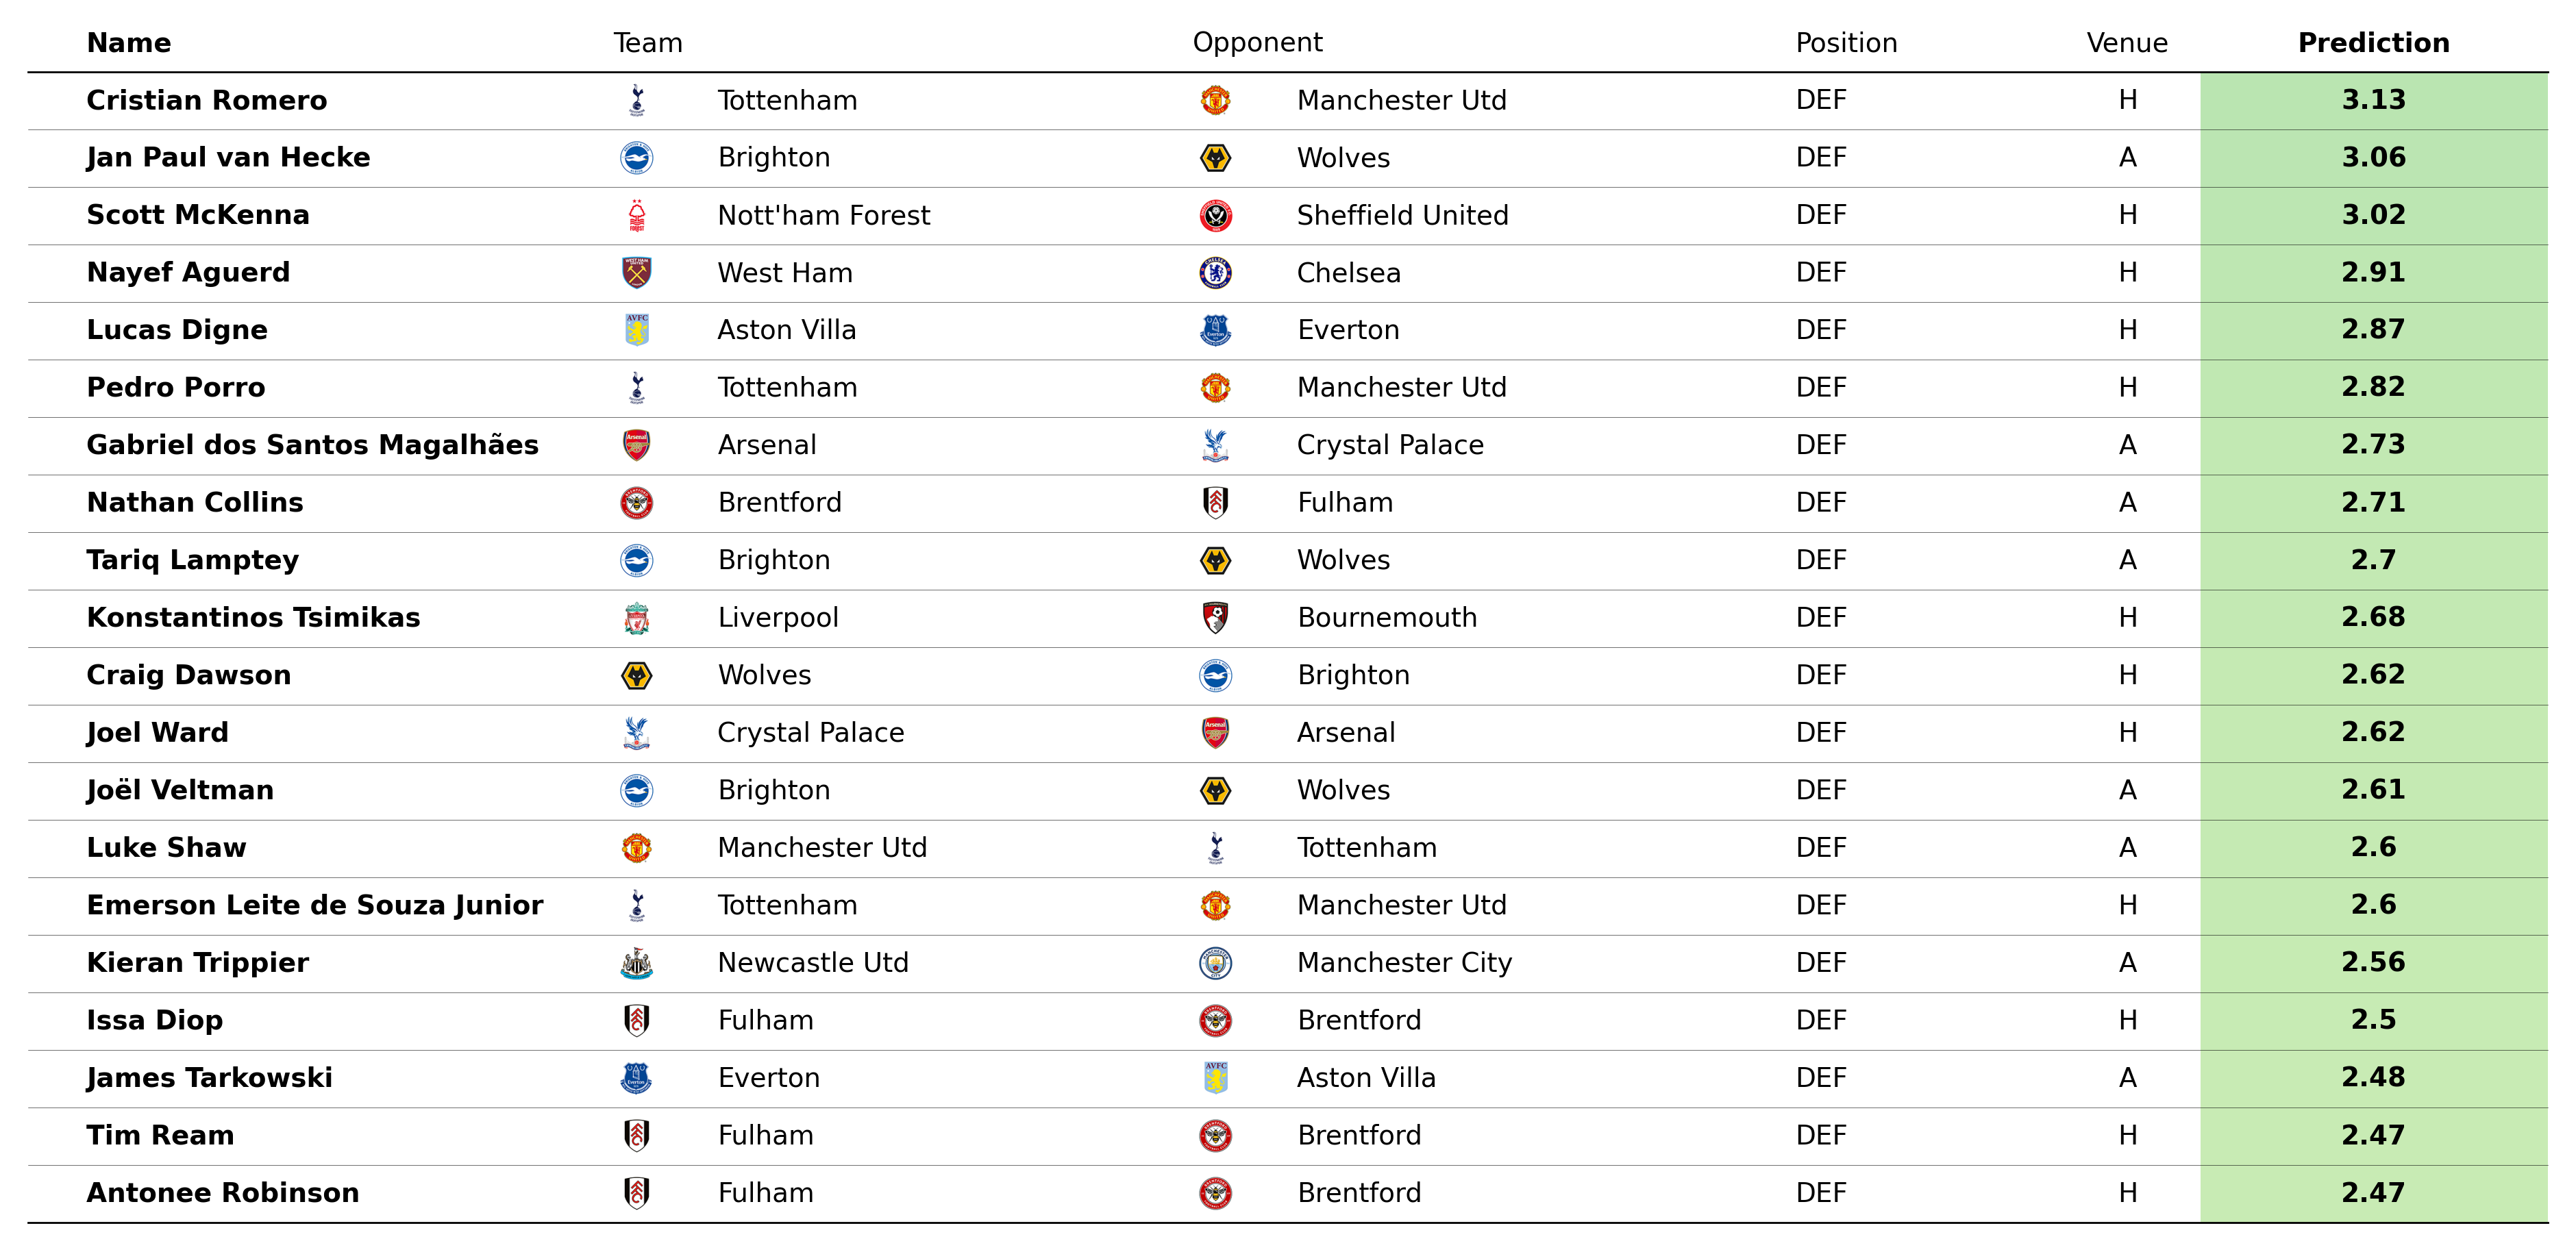 Name Team Opponent Position Venue Prediction
Cristian Romero Tottenham Manchester Utd DEF H 3.13
Jan Paul van Hecke Brighton Wolves DEF A 3.06
Scott McKenna Nott'ham Forest Sheffield United DEF H 3.02
Nayef Aguerd West Ham Chelsea DEF H 2.91
Lucas Digne Aston Villa Everton DEF H 2.87
Pedro Porro Tottenham Manchester Utd DEF H 2.82
Gabriel dos Santos Magalhães Arsenal Crystal Palace DEF A 2.73
Nathan Collins Brentford Fulham DEF A 2.71
Tariq Lamptey Brighton Wolves DEF A 2.7
Konstantinos Tsimikas Liverpool Bournemouth DEF H 2.68
Craig Dawson Wolves Brighton DEF H 2.62
Joel Ward Crystal Palace Arsenal DEF H 2.62
Joël Veltman Brighton Wolves DEF A 2.61
Luke Shaw Manchester Utd Tottenham DEF A 2.6
Emerson Leite de Souza Junior Tottenham Manchester Utd DEF H 2.6
Kieran Trippier Newcastle Utd Manchester City DEF A 2.56
Issa Diop Fulham Brentford DEF H 2.5
James Tarkowski Everton Aston Villa DEF A 2.48
Tim Ream Fulham Brentford DEF H 2.47
Antonee Robinson Fulham Brentford DEF H 2.47